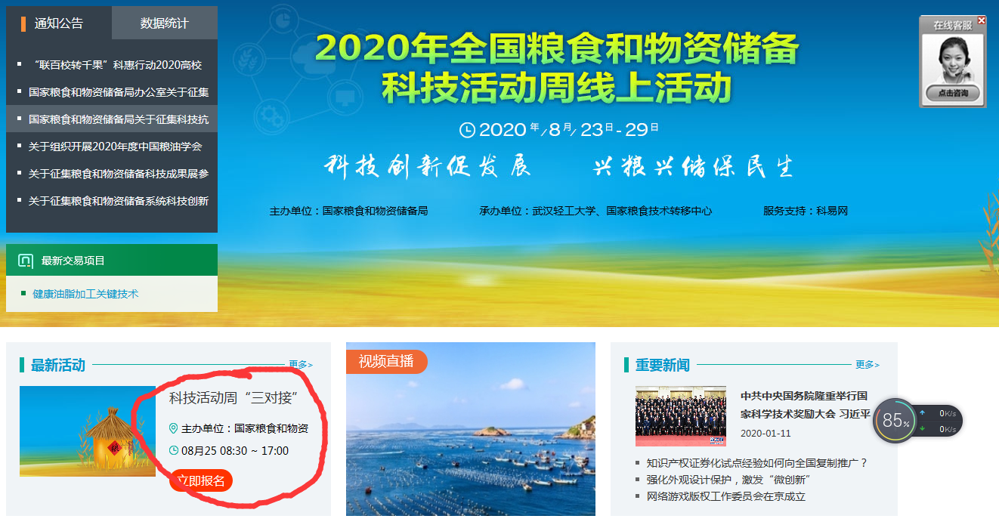 通知公告
数据统计
“联百校转千果”科惠行动2020高校
国家粮食和物资储备局办公室关于征集
国家粮食和物资储备局关于征集科技抗
关于组织开展2020年度中国粮油学会
关于征集粮食和物资储备科技成果展参
关于征集粮食和物资储备系统科技创新
最新交易项目
健康油脂加工关键技术
2020年全国粮食和物资储备
科技活动周线上活动
2020年/8月/23日-29日
科技创新促发展 兴粮兴储保民生
主办单位：国家粮食和物资储备局 承办单位：武汉轻工大学、国家粮食技术转移中心 服务支持：科易网
在线客服
点击咨询
最新活动
更多>
科技活动周“三对接”
主办单位：国家粮食和物资
08月25 08:30 ~ 17:00
立即报名
视频直播
重要新闻
更多>
中共中央国务院隆重举行国
家科学技术奖励大会 习近平
2020-01-11
知识产权证券化试点经验如何向全国复制推广？
强化外观设计保护，激发“微创新”
网络游戏版权工作委员会在京成立
85%
0K/s
0K/s